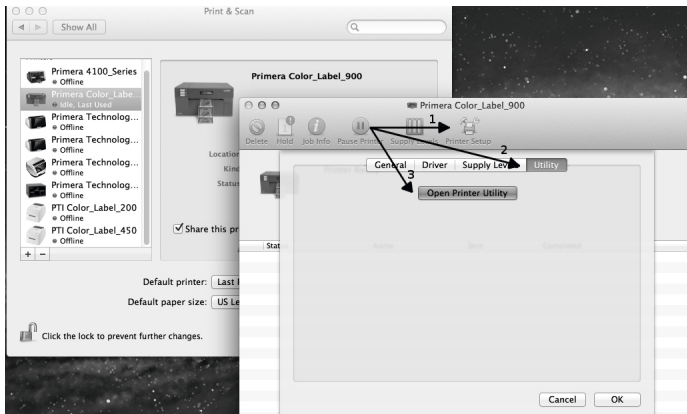 Print & Scan
Show All
Printers
Primera 4100_Series
Offline
Primera Color_Labe...
Idle, Last Used
Primera Technolog...
Offline
Primera Technolog...
Offline
Primera Technolog...
Offline
Primera Technolog...
Offline
PTI Color_Label_200
Offline
PTI Color_Label_450
Offline
+ −
Primera Color_Label_900
Location
Kind
Status
Share this pr
Default printer: Last
Default paper size: US Le
Click the lock to prevent further changes.
Primera Color_Label_900
1
Delete Hold Job Info Pause Printer Supply Levels Printer Setup
2
General Driver Supply Levels Utility
3
Open Printer Utility
Status Name Sent Completed
Cancel OK